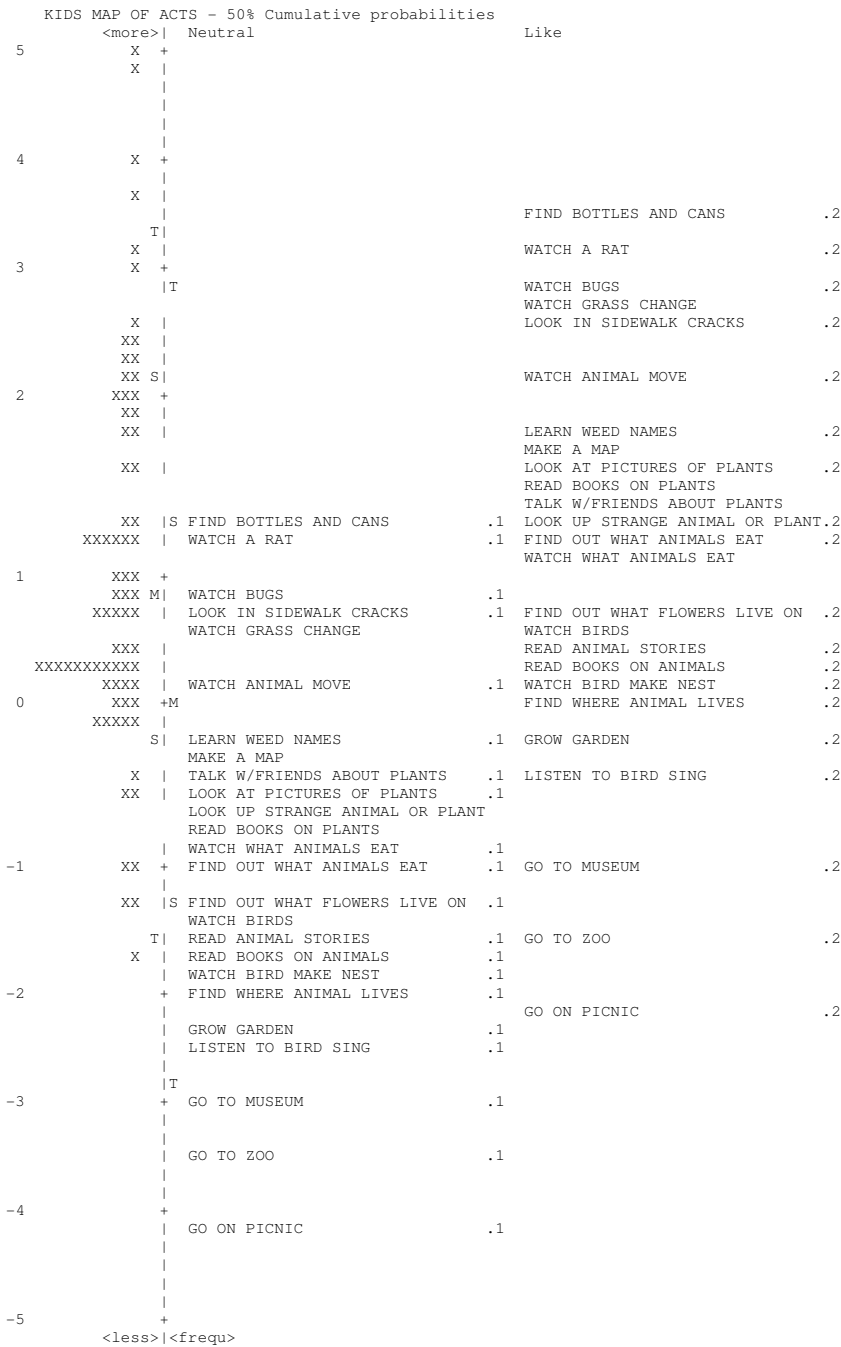 KIDS MAP OF ACTS - 50% Cumulative probabilities
        <more>| Neutral                           Like
5           X +
            X |
              |
              |
              |
              |
4           X +
              |
            X |
              |                                   FIND BOTTLES AND CANS         .2
             T|
            X |                                   WATCH A RAT                   .2
3           X +
              |T                                  WATCH BUGS                    .2
                                                  WATCH GRASS CHANGE
            X |                                   LOOK IN SIDEWALK CRACKS       .2
           XX |
           XX |
           XX S|                                  WATCH ANIMAL MOVE             .2
2         XXX +
           XX |
           XX |                                   LEARN WEED NAMES              .2
                                                  MAKE A MAP
           XX |                                   LOOK AT PICTURES OF PLANTS    .2
                                                  READ BOOKS ON PLANTS
                                                  TALK W/FRIENDS ABOUT PLANTS
           XX |S FIND BOTTLES AND CANS         .1 LOOK UP STRANGE ANIMAL OR PLANT.2
       XXXXXX | WATCH A RAT                    .1 FIND OUT WHAT ANIMALS EAT     .2
                                                  WATCH WHAT ANIMALS EAT
1         XXX +
          XXX M| WATCH BUGS                    .1
        XXXXX | LOOK IN SIDEWALK CRACKS        .1 FIND OUT WHAT FLOWERS LIVE ON .2
                WATCH GRASS CHANGE                WATCH BIRDS
          XXX |                                   READ ANIMAL STORIES           .2
  XXXXXXXXXXX |                                   READ BOOKS ON ANIMALS         .2
         XXXX | WATCH ANIMAL MOVE              .1 WATCH BIRD MAKE NEST          .2
0         XXX +M                                  FIND WHERE ANIMAL LIVES       .2
        XXXXX |
             S| LEARN WEED NAMES               .1 GROW GARDEN                   .2
                MAKE A MAP
            X | TALK W/FRIENDS ABOUT PLANTS    .1 LISTEN TO BIRD SING           .2
           XX | LOOK AT PICTURES OF PLANTS     .1
                LOOK UP STRANGE ANIMAL OR PLANT
                READ BOOKS ON PLANTS
              | WATCH WHAT ANIMALS EAT         .1
-1         XX + FIND OUT WHAT ANIMALS EAT      .1 GO TO MUSEUM                  .2
              |
           XX |S FIND OUT WHAT FLOWERS LIVE ON .1
                WATCH BIRDS
             T| READ ANIMAL STORIES            .1 GO TO ZOO                     .2
            X | READ BOOKS ON ANIMALS          .1
              | WATCH BIRD MAKE NEST           .1
-2            + FIND WHERE ANIMAL LIVES        .1
              |                                   GO ON PICNIC                  .2
              | GROW GARDEN                    .1
              | LISTEN TO BIRD SING            .1
              |
              |T
-3            + GO TO MUSEUM                   .1
              |
              |
              | GO TO ZOO                      .1
              |
              |
-4            +
              | GO ON PICNIC                   .1
              |
              |
              |
              |
-5            +
        <less>|<frequ>